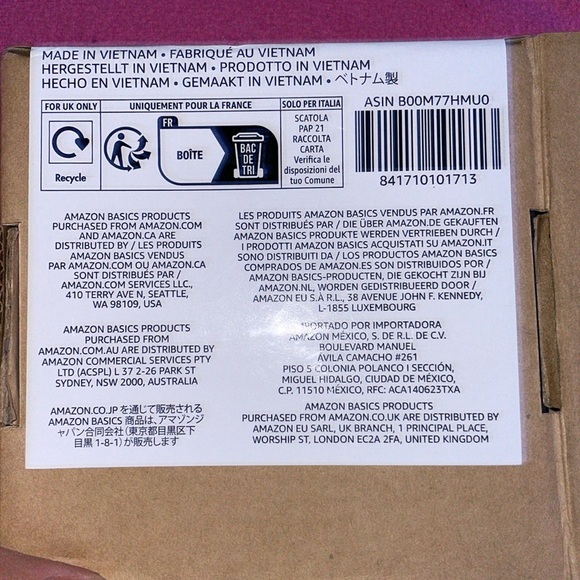 MADE IN VIETNAM • FABRIQUÉ AU VIETNAM
HERGESTELLT IN VIETNAM • PRODOTTO IN VIETNAM
HECHO EN VIETNAM • GEMAAKT IN VIETNAM • ベトナム製
FOR UK ONLY
Recycle
UNIQUEMENT POUR LA FRANCE
FR
BOÎTE
BAC
DE
TRI
SOLO PER ITALIA
SCATOLA
PAP 21
RACCOLTA
CARTA
Verifica le
disposizioni del
tuo Comune
ASIN B00M77HMU0
841710101713
AMAZON BASICS PRODUCTS
PURCHASED FROM AMAZON.COM
AND AMAZON.CA ARE
DISTRIBUTED BY / LES PRODUITS
AMAZON BASICS VENDUS
PAR AMAZON.COM OU AMAZON.CA
SONT DISTRIBUÉS PAR /
AMAZON.COM SERVICES LLC.,
410 TERRY AVE N, SEATTLE,
WA 98109, USA
LES PRODUITS AMAZON BASICS VENDUS PAR AMAZON.FR
SONT DISTRIBUÉS PAR / DIE ÜBER AMAZON.DE GEKAUFTEN
AMAZON BASICS PRODUKTE WERDEN VERTRIEBEN DURCH /
I PRODOTTI AMAZON BASICS ACQUISTATI SU AMAZON.IT
SONO DISTRIBUITI DA / LOS PRODUCTOS AMAZON BASICS
COMPRADOS DE AMAZON.ES SON DISTRIBUIDOS POR /
AMAZON BASICS-PRODUCTEN, DIE GEKOCHT ZIJN BIJ
AMAZON.NL, WORDEN GEDISTRIBUEERD DOOR /
AMAZON EU S.À R.L., 38 AVENUE JOHN F. KENNEDY,
L-1855 LUXEMBOURG
AMAZON BASICS PRODUCTS
PURCHASED FROM
AMAZON.COM.AU ARE DISTRIBUTED BY
AMAZON COMMERCIAL SERVICES PTY
LTD (ACSPL) L 37 2-26 PARK ST
SYDNEY, NSW 2000, AUSTRALIA
IMPORTADO POR IMPORTADORA
AMAZON MÉXICO, S. DE R.L. DE C.V.
BOULEVARD MANUEL
ÁVILA CAMACHO #261
PISO 5 COLONIA POLANCO I SECCIÓN,
MIGUEL HIDALGO, CIUDAD DE MÉXICO,
C.P. 11510 MÉXICO, RFC: ACA140623TXA
AMAZON.CO.JP を通じて販売される
AMAZON BASICS 商品は、アマゾンジ
ャパン合同会社(東京都目黒区下
目黒 1-8-1)が販売します
AMAZON BASICS PRODUCTS
PURCHASED FROM AMAZON.CO.UK ARE DISTRIBUTED BY
AMAZON EU SARL, UK BRANCH, 1 PRINCIPAL PLACE,
WORSHIP ST, LONDON EC2A 2FA, UNITED KINGDOM